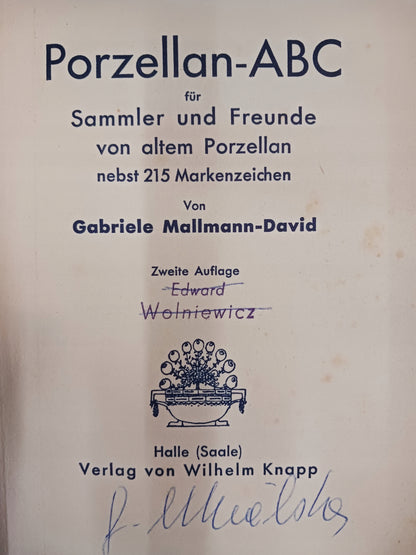 Porzellan-ABC
für
Sammler und Freunde
von altem Porzellan
nebst 215 Markenzeichen
Von
Gabriele Mallmann-David
Zweite Auflage
Edward
Wolniewicz
Halle (Saale)
Verlag von Wilhelm Knapp